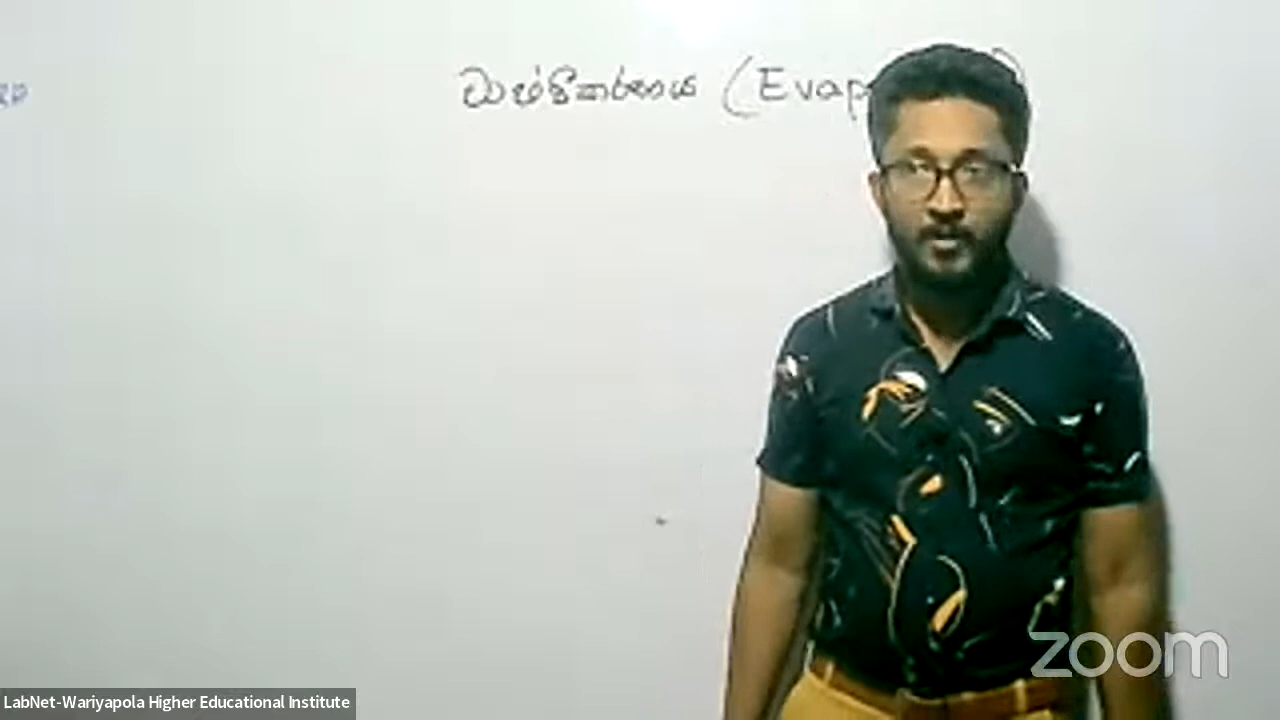 වාෂ්පීකරණය (Evap
zoom
LabNet-Wariyapola Higher Educational Institute